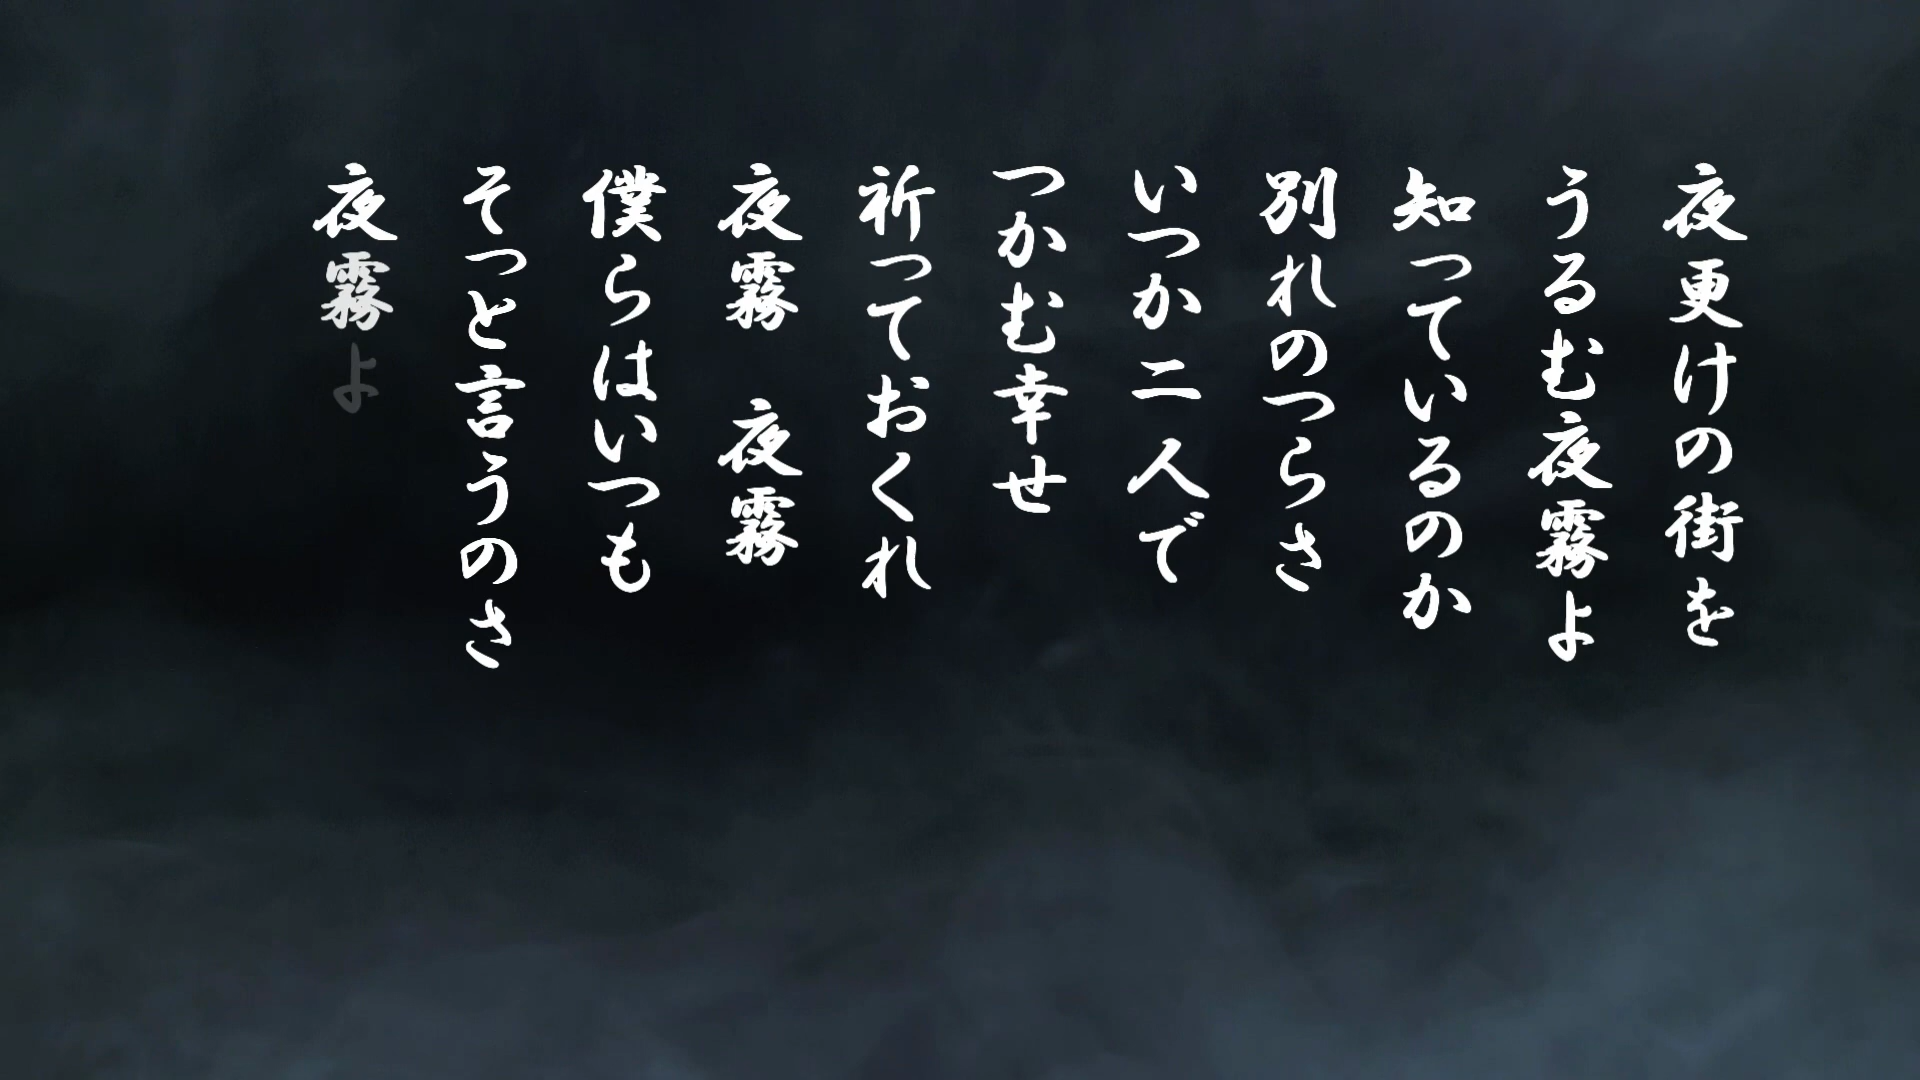 夜更けの街を
うるむ夜霧よ
知っているのか
別れのつらさ
いつか二人で
つかむ幸せ
祈っておくれ
夜霧　夜霧
僕らはいつも
そっと言うのさ
夜霧よ